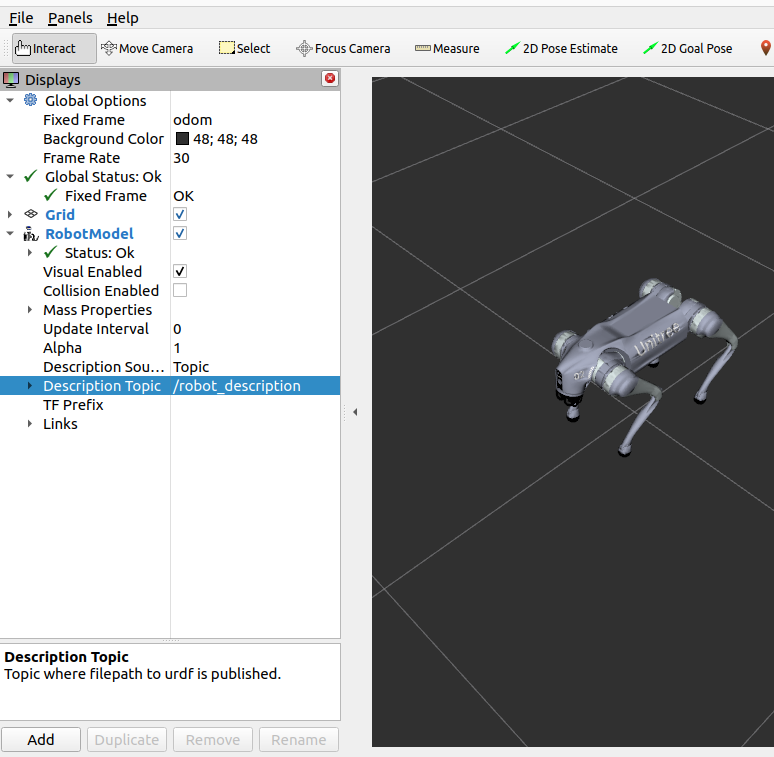 File Panels Help
Interact Move Camera Select Focus Camera Measure 2D Pose Estimate 2D Goal Pose
Displays
Global Options
Fixed Frame odom
Background Color 48; 48; 48
Frame Rate 30
Global Status: Ok
Fixed Frame OK
Grid
RobotModel
Status: Ok
Visual Enabled
Collision Enabled
Mass Properties
Update Interval 0
Alpha 1
Description Sou... Topic
Description Topic /robot_description
TF Prefix
Links
Unitree
Description Topic
Topic where filepath to urdf is published.
Add Duplicate Remove Rename